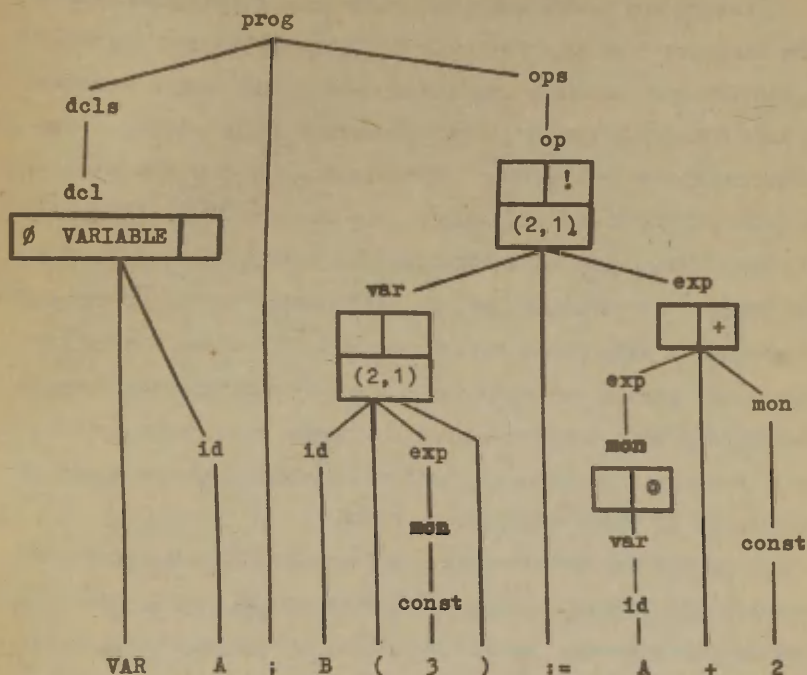 prog
ops
dcls
op
dcl
!
Ø VARIABLE
(2,1)
var
exp
+
(2,1)
exp
mon
id
id
exp
mon
@
mon
var
const
const
id
VAR A ; B ( 3 ) := A + 2